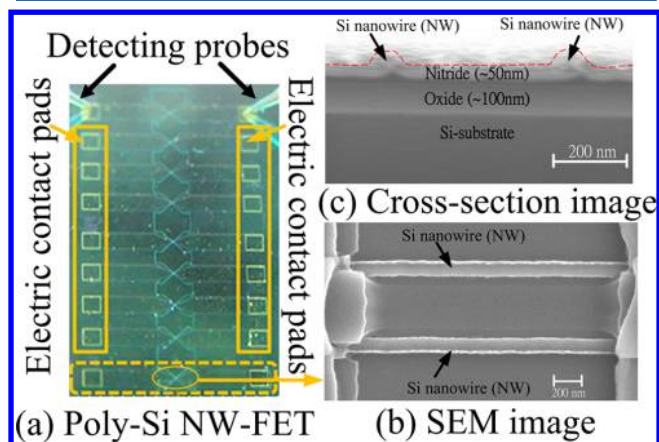 Detecting probes
Electric contact pads
Electric contact pads
(a) Poly-Si NW-FET
Si nanowire (NW)
Si nanowire (NW)
Nitride (~50nm)
Oxide (~100nm)
Si-substrate
200 nm
(c) Cross-section image
Si nanowire (NW)
Si nanowire (NW)
200 nm
(b) SEM image